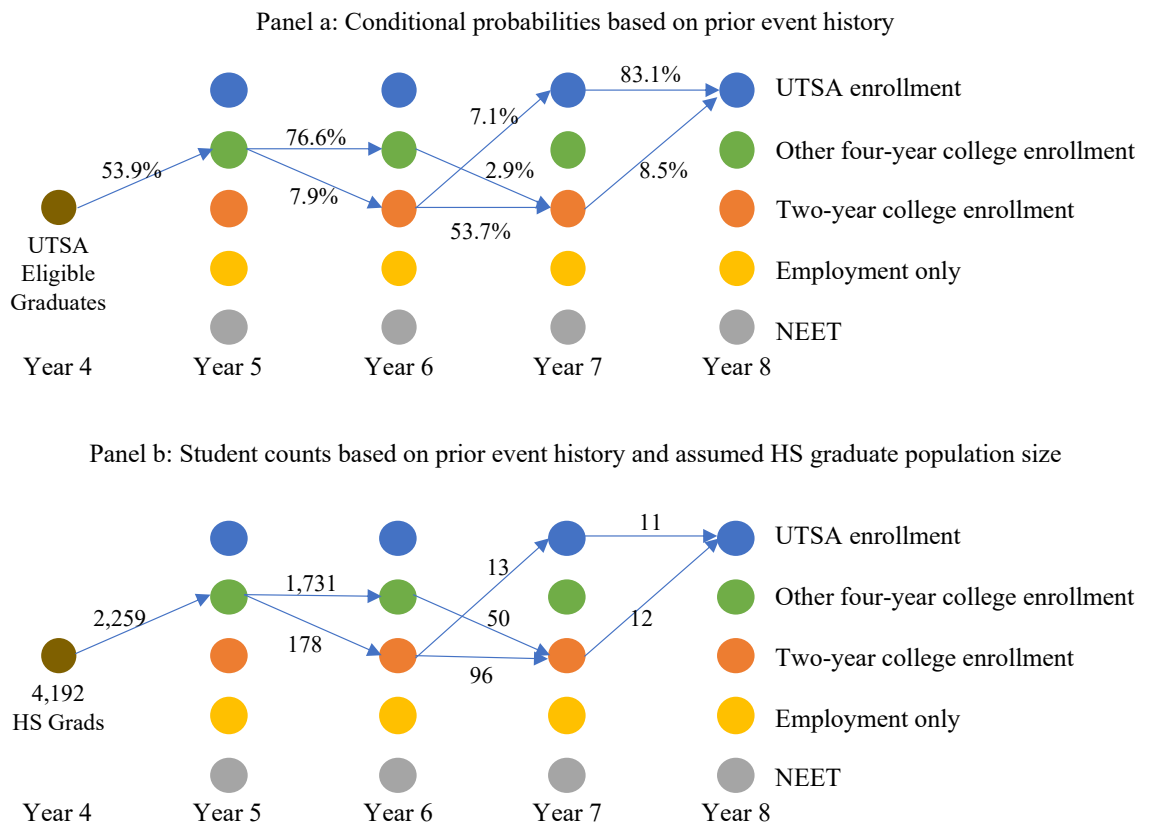 Panel a: Conditional probabilities based on prior event history
83.1%
UTSA enrollment
7.1%
76.6%
Other four-year college enrollment
53.9%
2.9%
8.5%
7.9%
Two-year college enrollment
53.7%
UTSA
Eligible
Graduates
Employment only
NEET
Year 4
Year 5
Year 6
Year 7
Year 8
Panel b: Student counts based on prior event history and assumed HS graduate population size
11
UTSA enrollment
13
1,731
Other four-year college enrollment
2,259
50
12
178
Two-year college enrollment
96
4,192
HS Grads
Employment only
NEET
Year 4
Year 5
Year 6
Year 7
Year 8